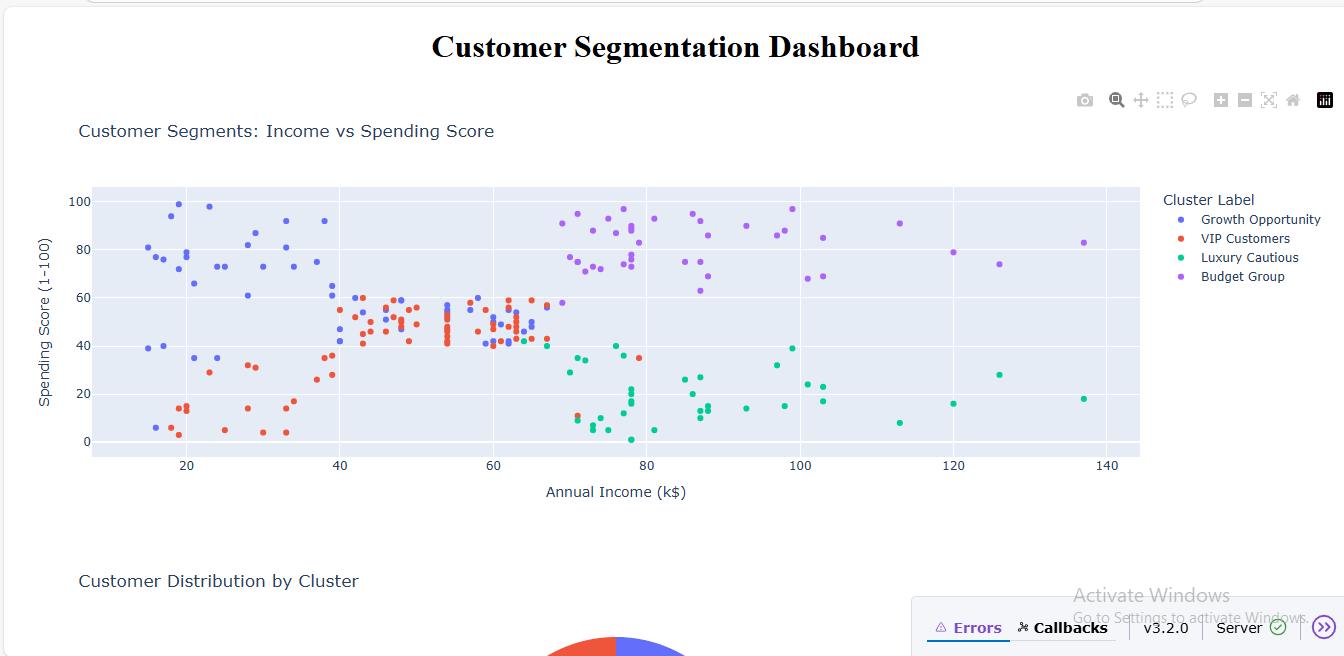 Customer Segmentation Dashboard
Customer Segments: Income vs Spending Score
Cluster Label
Growth Opportunity
VIP Customers
Luxury Cautious
Budget Group
Spending Score (1-100)
100
80
60
40
20
0
20 40 60 80 100 120 140
Annual Income (k$)
Customer Distribution by Cluster
Activate Windows
Go to Settings to activate Windows.
Errors Callbacks v3.2.0 Server